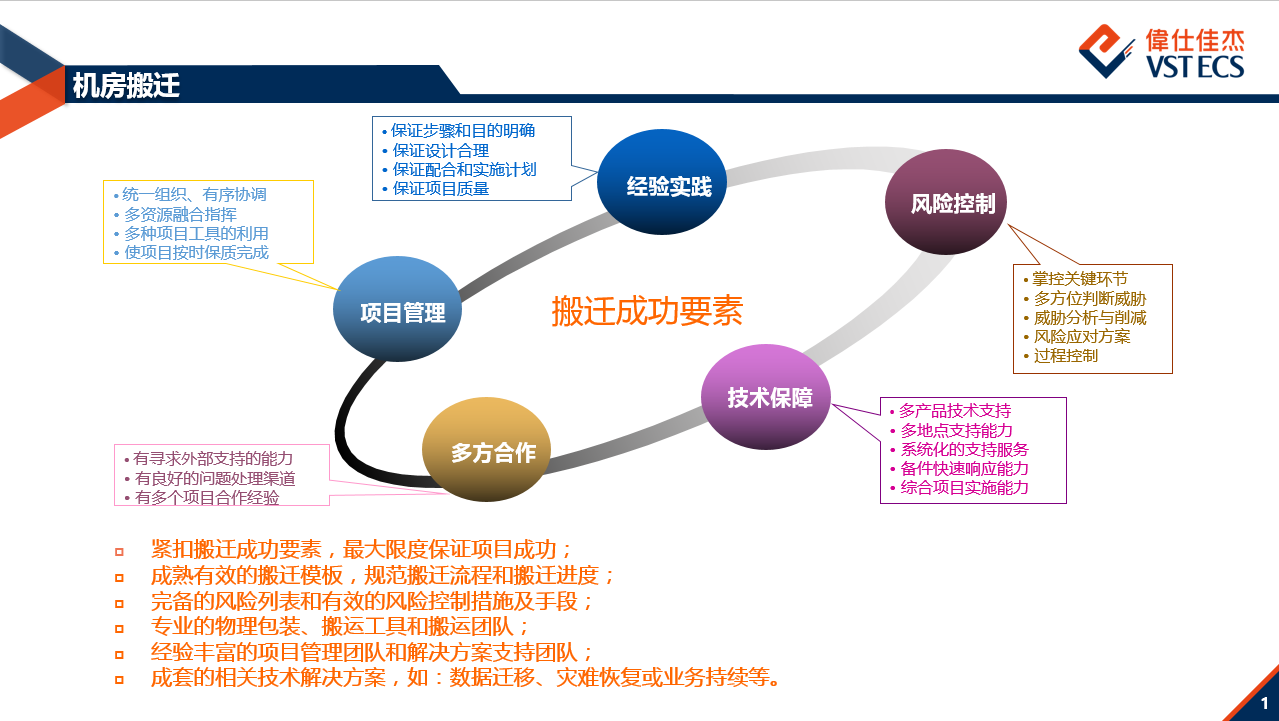 偉仕佳杰
VSTECS
机房搬迁
• 保证步骤和目的明确
• 保证设计合理
• 保证配合和实施计划
• 保证项目质量
经验实践
风险控制
• 统一组织、有序协调
• 多资源融合指挥
• 多种项目工具的利用
• 使项目按时保质完成
项目管理
搬迁成功要素
• 掌控关键环节
• 多方位判断威胁
• 威胁分析与削减
• 风险应对方案
• 过程控制
技术保障
• 多产品技术支持
• 多地点支持能力
• 系统化的支持服务
• 备件快速响应能力
• 综合项目实施能力
多方合作
• 有寻求外部支持的能力
• 有良好的问题处理渠道
• 有多个项目合作经验
紧扣搬迁成功要素，最大限度保证项目成功；
成熟有效的搬迁模板，规范搬迁流程和搬迁进度；
完备的风险列表和有效的风险控制措施及手段；
专业的物理包装、搬运工具和搬运团队；
经验丰富的项目管理团队和解决方案支持团队；
成套的相关技术解决方案，如：数据迁移、灾难恢复或业务持续等。
1